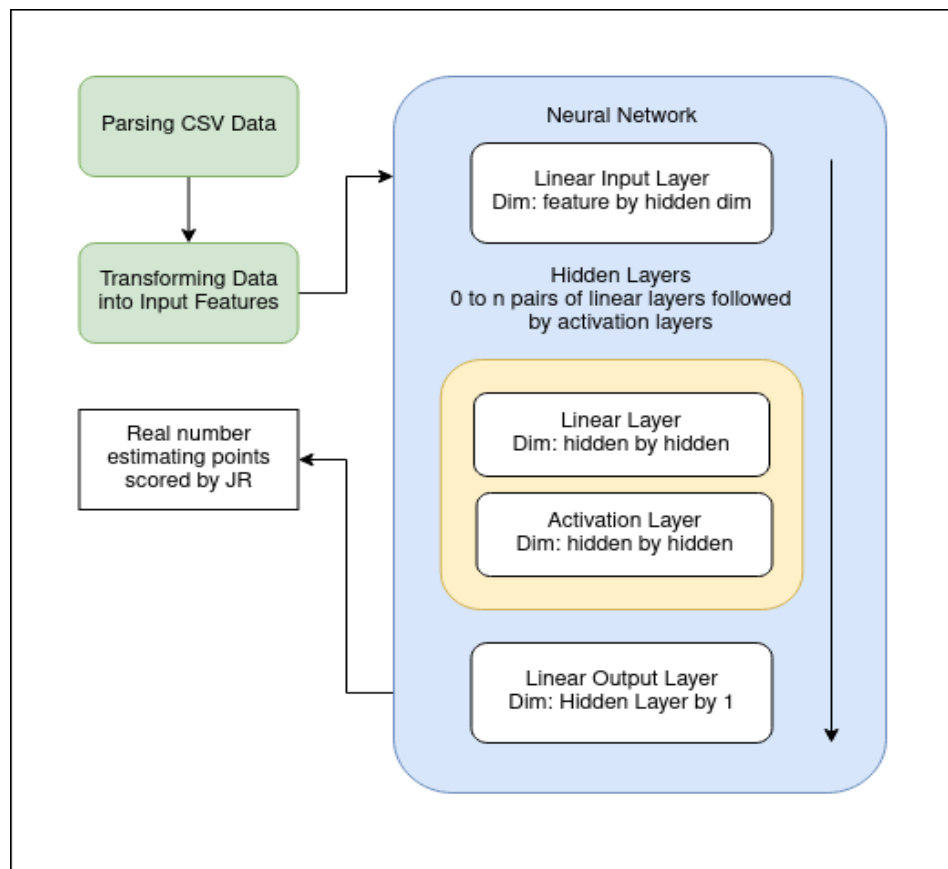 Parsing CSV Data
Transforming Data
into Input Features
Neural Network
Linear Input Layer
Dim: feature by hidden dim
Hidden Layers
0 to n pairs of linear layers followed
by activation layers
Linear Layer
Dim: hidden by hidden
Activation Layer
Dim: hidden by hidden
Linear Output Layer
Dim: Hidden Layer by 1
Real number
estimating points
scored by JR